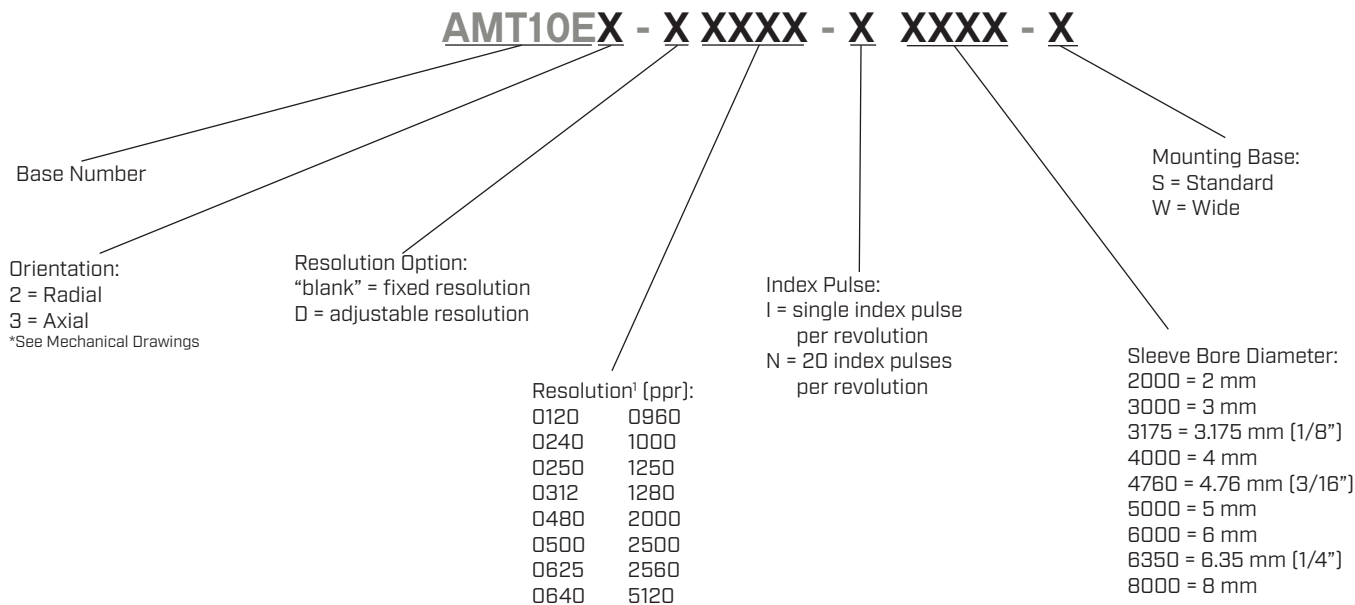 AMT10EX - X XXXX - X XXXX - X
Base Number
Orientation:
2 = Radial
3 = Axial
*See Mechanical Drawings
Resolution Option:
“blank” = fixed resolution
D = adjustable resolution
Resolution¹ (ppr):
0120 0960
0240 1000
0250 1250
0312 1280
0480 2000
0500 2500
0625 2560
0640 5120
Index Pulse:
I = single index pulse
per revolution
N = 20 index pulses
per revolution
Sleeve Bore Diameter:
2000 = 2 mm
3000 = 3 mm
3175 = 3.175 mm (1/8”)
4000 = 4 mm
4760 = 4.76 mm (3/16”)
5000 = 5 mm
6000 = 6 mm
6350 = 6.35 mm (1/4”)
8000 = 8 mm
Mounting Base:
S = Standard
W = Wide